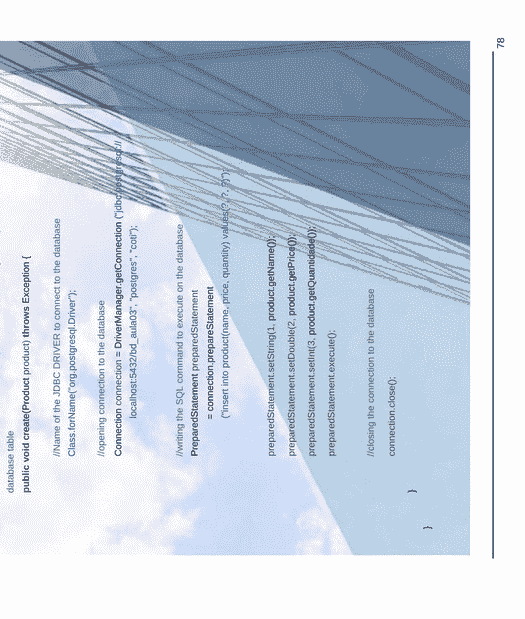 database table
public void create(Product product) throws Exception {
//Name of the JDBC DRIVER to connect to the database
Class.forName("org.postgresql.Driver");
//opening connection to the database
Connection connection = DriverManager.getConnection ("jdbc:postgresql://
localhost:5432/bd_aula03", "postgres", "coti");
//writing the SQL command to execute on the database
PreparedStatement preparedStatement
= connection.prepareStatement
("insert into product(name, price, quantity) values(?, ?, ?)");
preparedStatement.setString(1, product.getName());
preparedStatement.setDouble(2, product.getPrice());
preparedStatement.setInt(3, product.getQuantidade());
preparedStatement.execute();
//closing the connection to the database
connection.close();
}
}
78